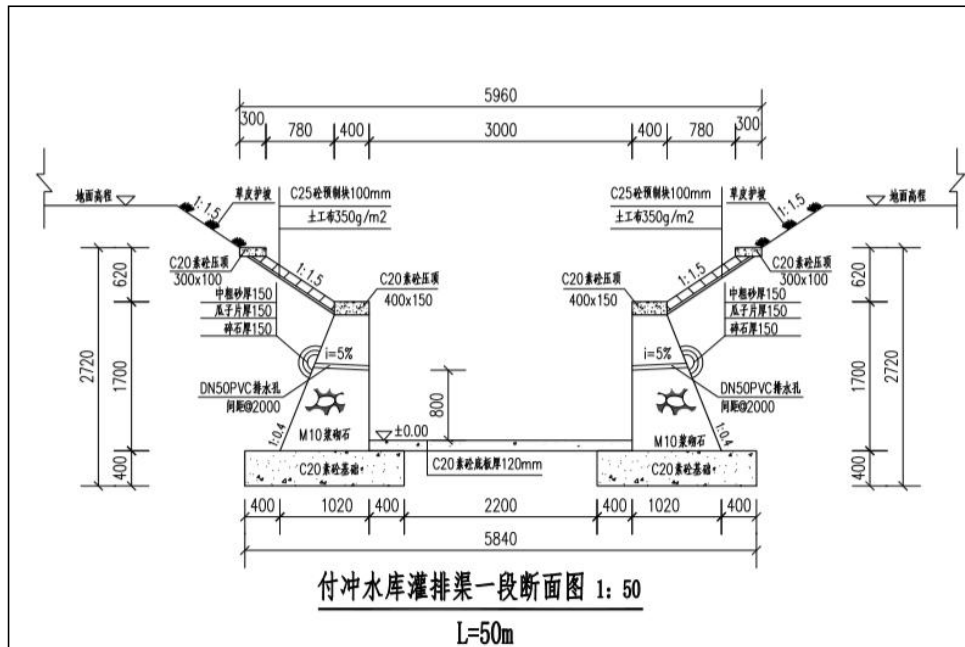 5960
300 780 400 3000 400 780 300
地面高程
1:1.5
草皮护坡
C25砼预制块100mm
土工布350g/m2
C25砼预制块100mm
土工布350g/m2
草皮护坡
1:1.5
地面高程
C20素砼压顶
300x100
1:1.5
C20素砼压顶
400x150
C20素砼压顶
400x150
1:1.5
C20素砼压顶
300x100
中粗砂厚150
瓜子片厚150
碎石厚150
中粗砂厚150
瓜子片厚150
碎石厚150
620
1700
400
2720
620
1700
400
2720
i=5%
i=5%
DN50PVC排水孔
间距@2000
DN50PVC排水孔
间距@2000
800
1:0.4
M10浆砌石
±0.00
M10浆砌石
1:0.4
C20素砼基础
C20素砼底板厚120mm
C20素砼基础
400 1020 400 2200 400 1020 400
5840
付冲水库灌排渠一段断面图 1: 50
L=50m